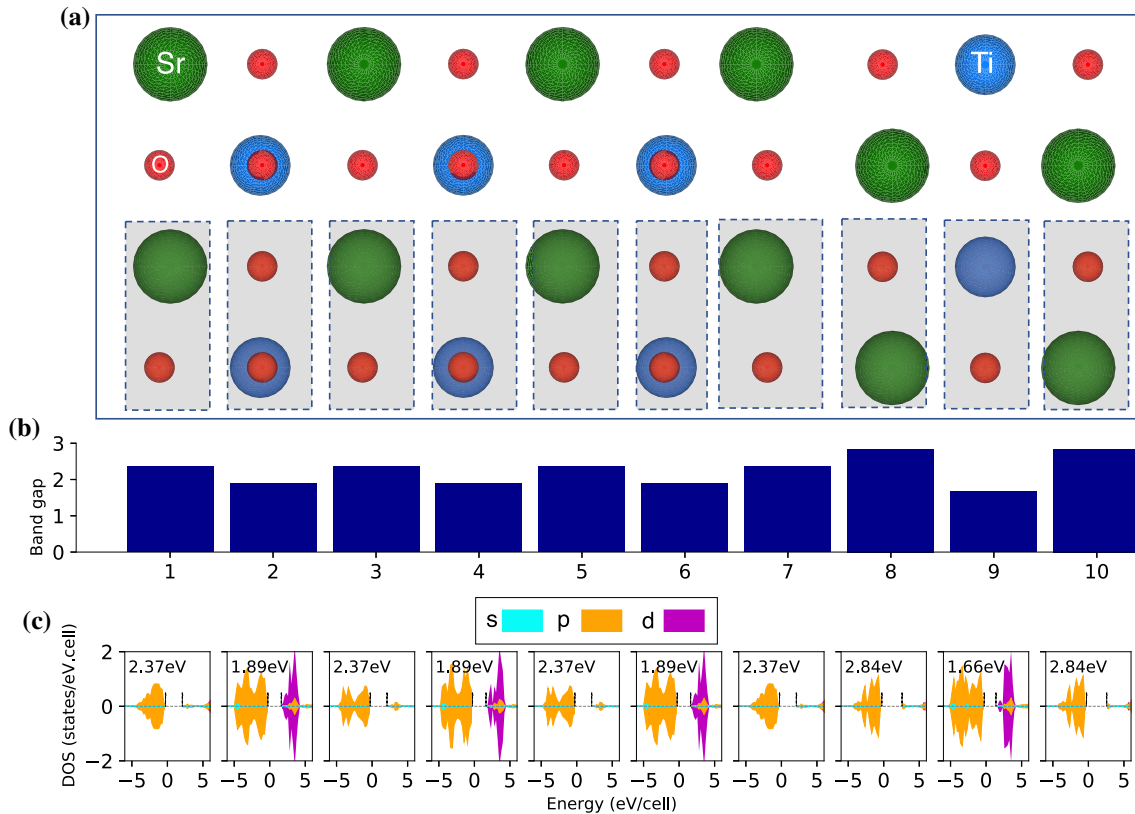 (a)
Sr
Ti
O
(b)
Band gap
3
2
1
0
1 2 3 4 5 6 7 8 9 10
(c)
s p d
DOS (states/eV.cell)
2
0
−2
2.37eV 1.89eV 2.37eV 1.89eV 2.37eV 1.89eV 2.37eV 2.84eV 1.66eV 2.84eV
−5 0 5 −5 0 5 −5 0 5 −5 0 5 −5 0 5 −5 0 5 −5 0 5 −5 0 5 −5 0 5 −5 0 5
Energy (eV/cell)